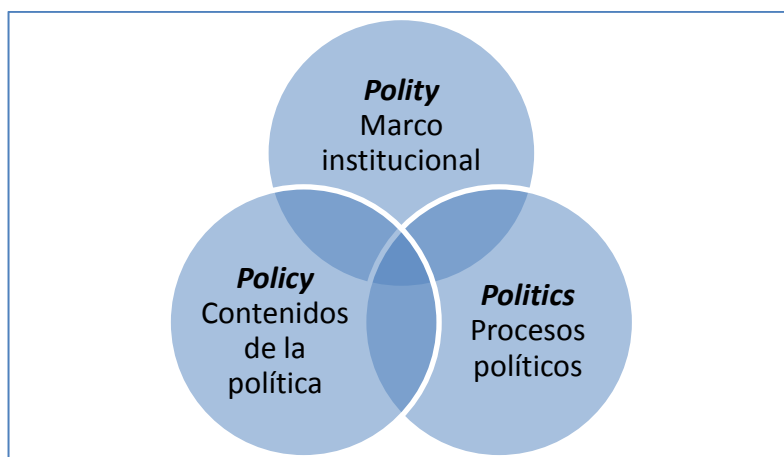 Polity
Marco
institucional
Policy
Contenidos
de la
política
Politics
Procesos
políticos